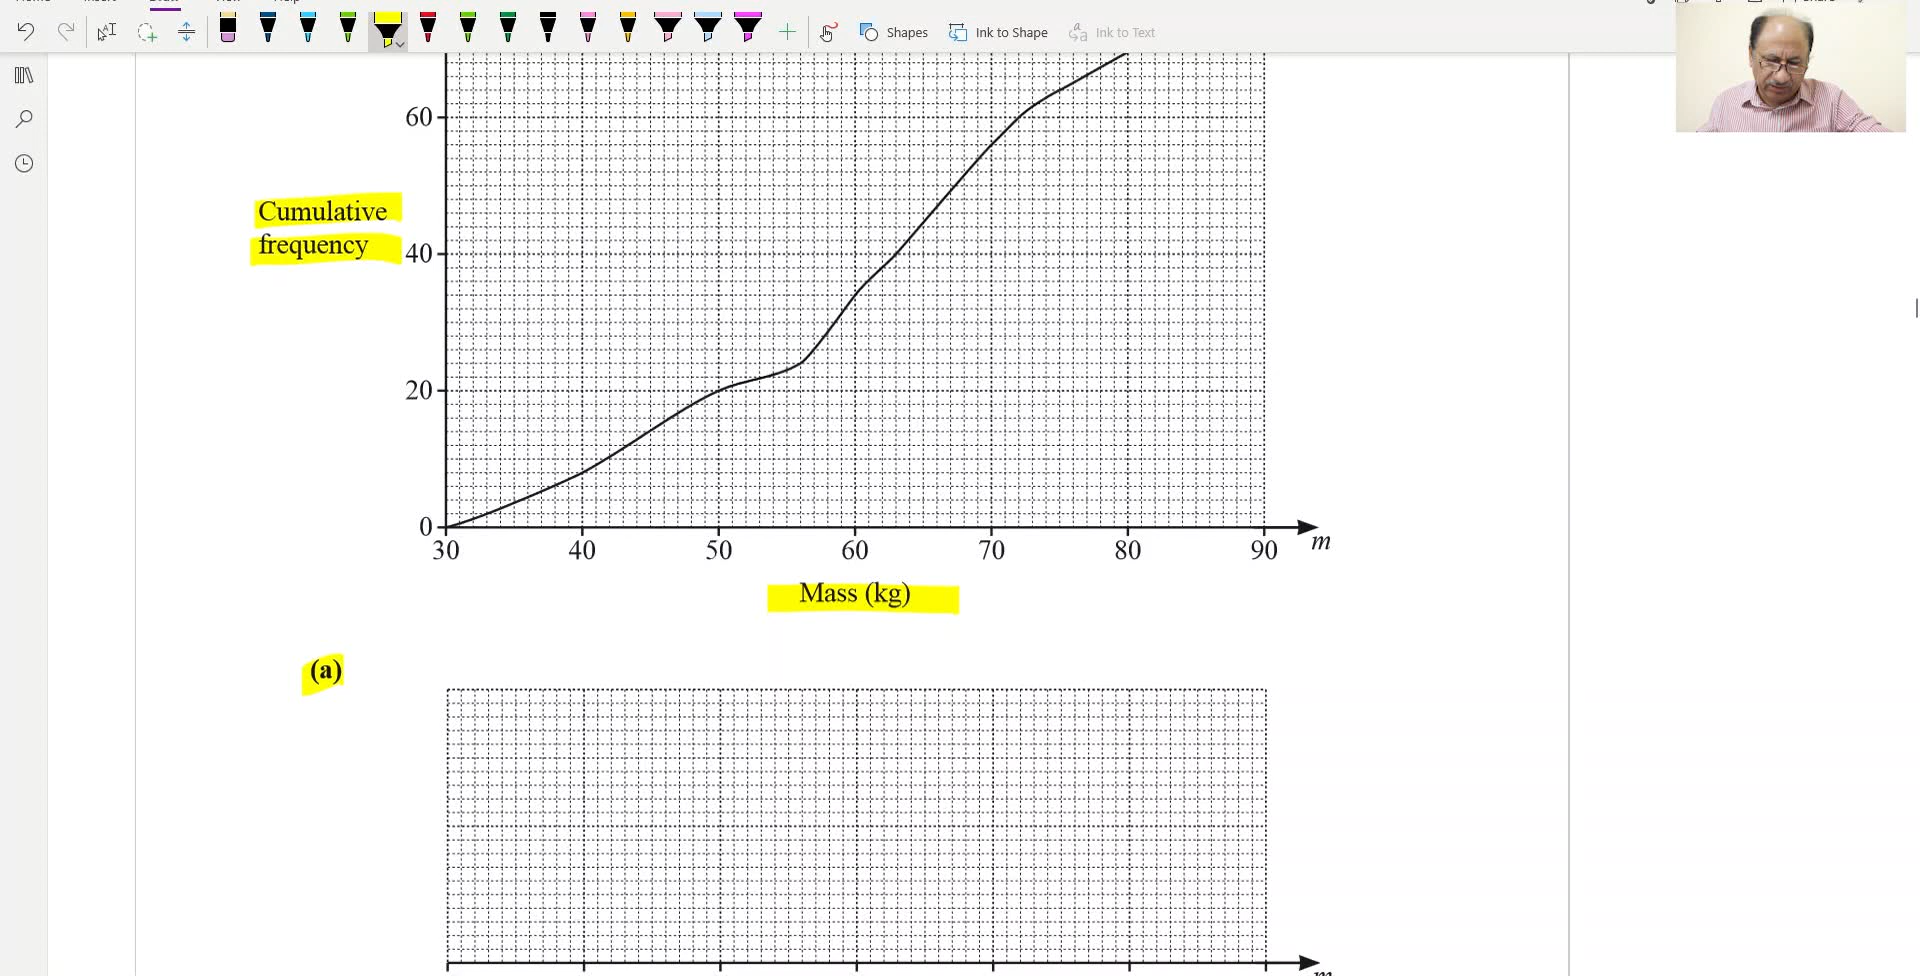 Shapes
Ink to Shape
Ink to Text
60
Cumulative
frequency
40
20
0
30 40 50 60 70 80 90 m
Mass (kg)
(a)